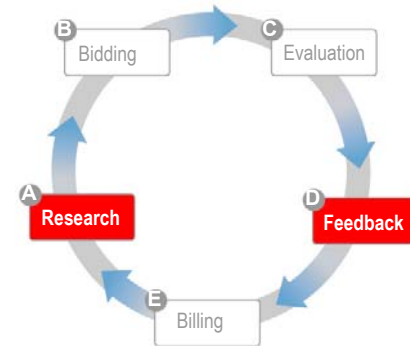 B
Bidding
C
Evaluation
A
Research
D
Feedback
E
Billing